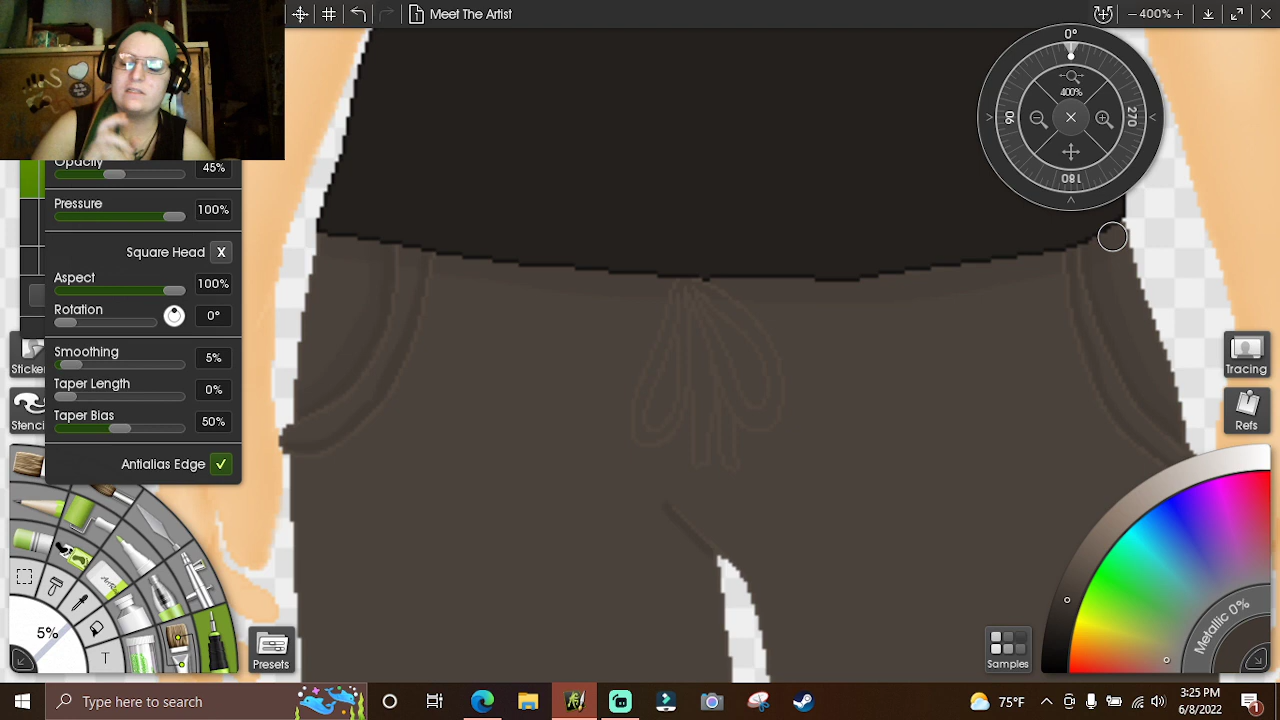 Meet The Artist
400%
0°
400%
90
270
180
Opacity
45%
Pressure
100%
Square Head
X
Aspect
100%
Rotation
0°
Smoothing
5%
Taper Length
0%
Taper Bias
50%
Antialias Edge
Tracing
Refs
5%
T
Presets
Samples
Metallic 0%
Type here to search
75°F
3:25 PM
6/8/2022
1